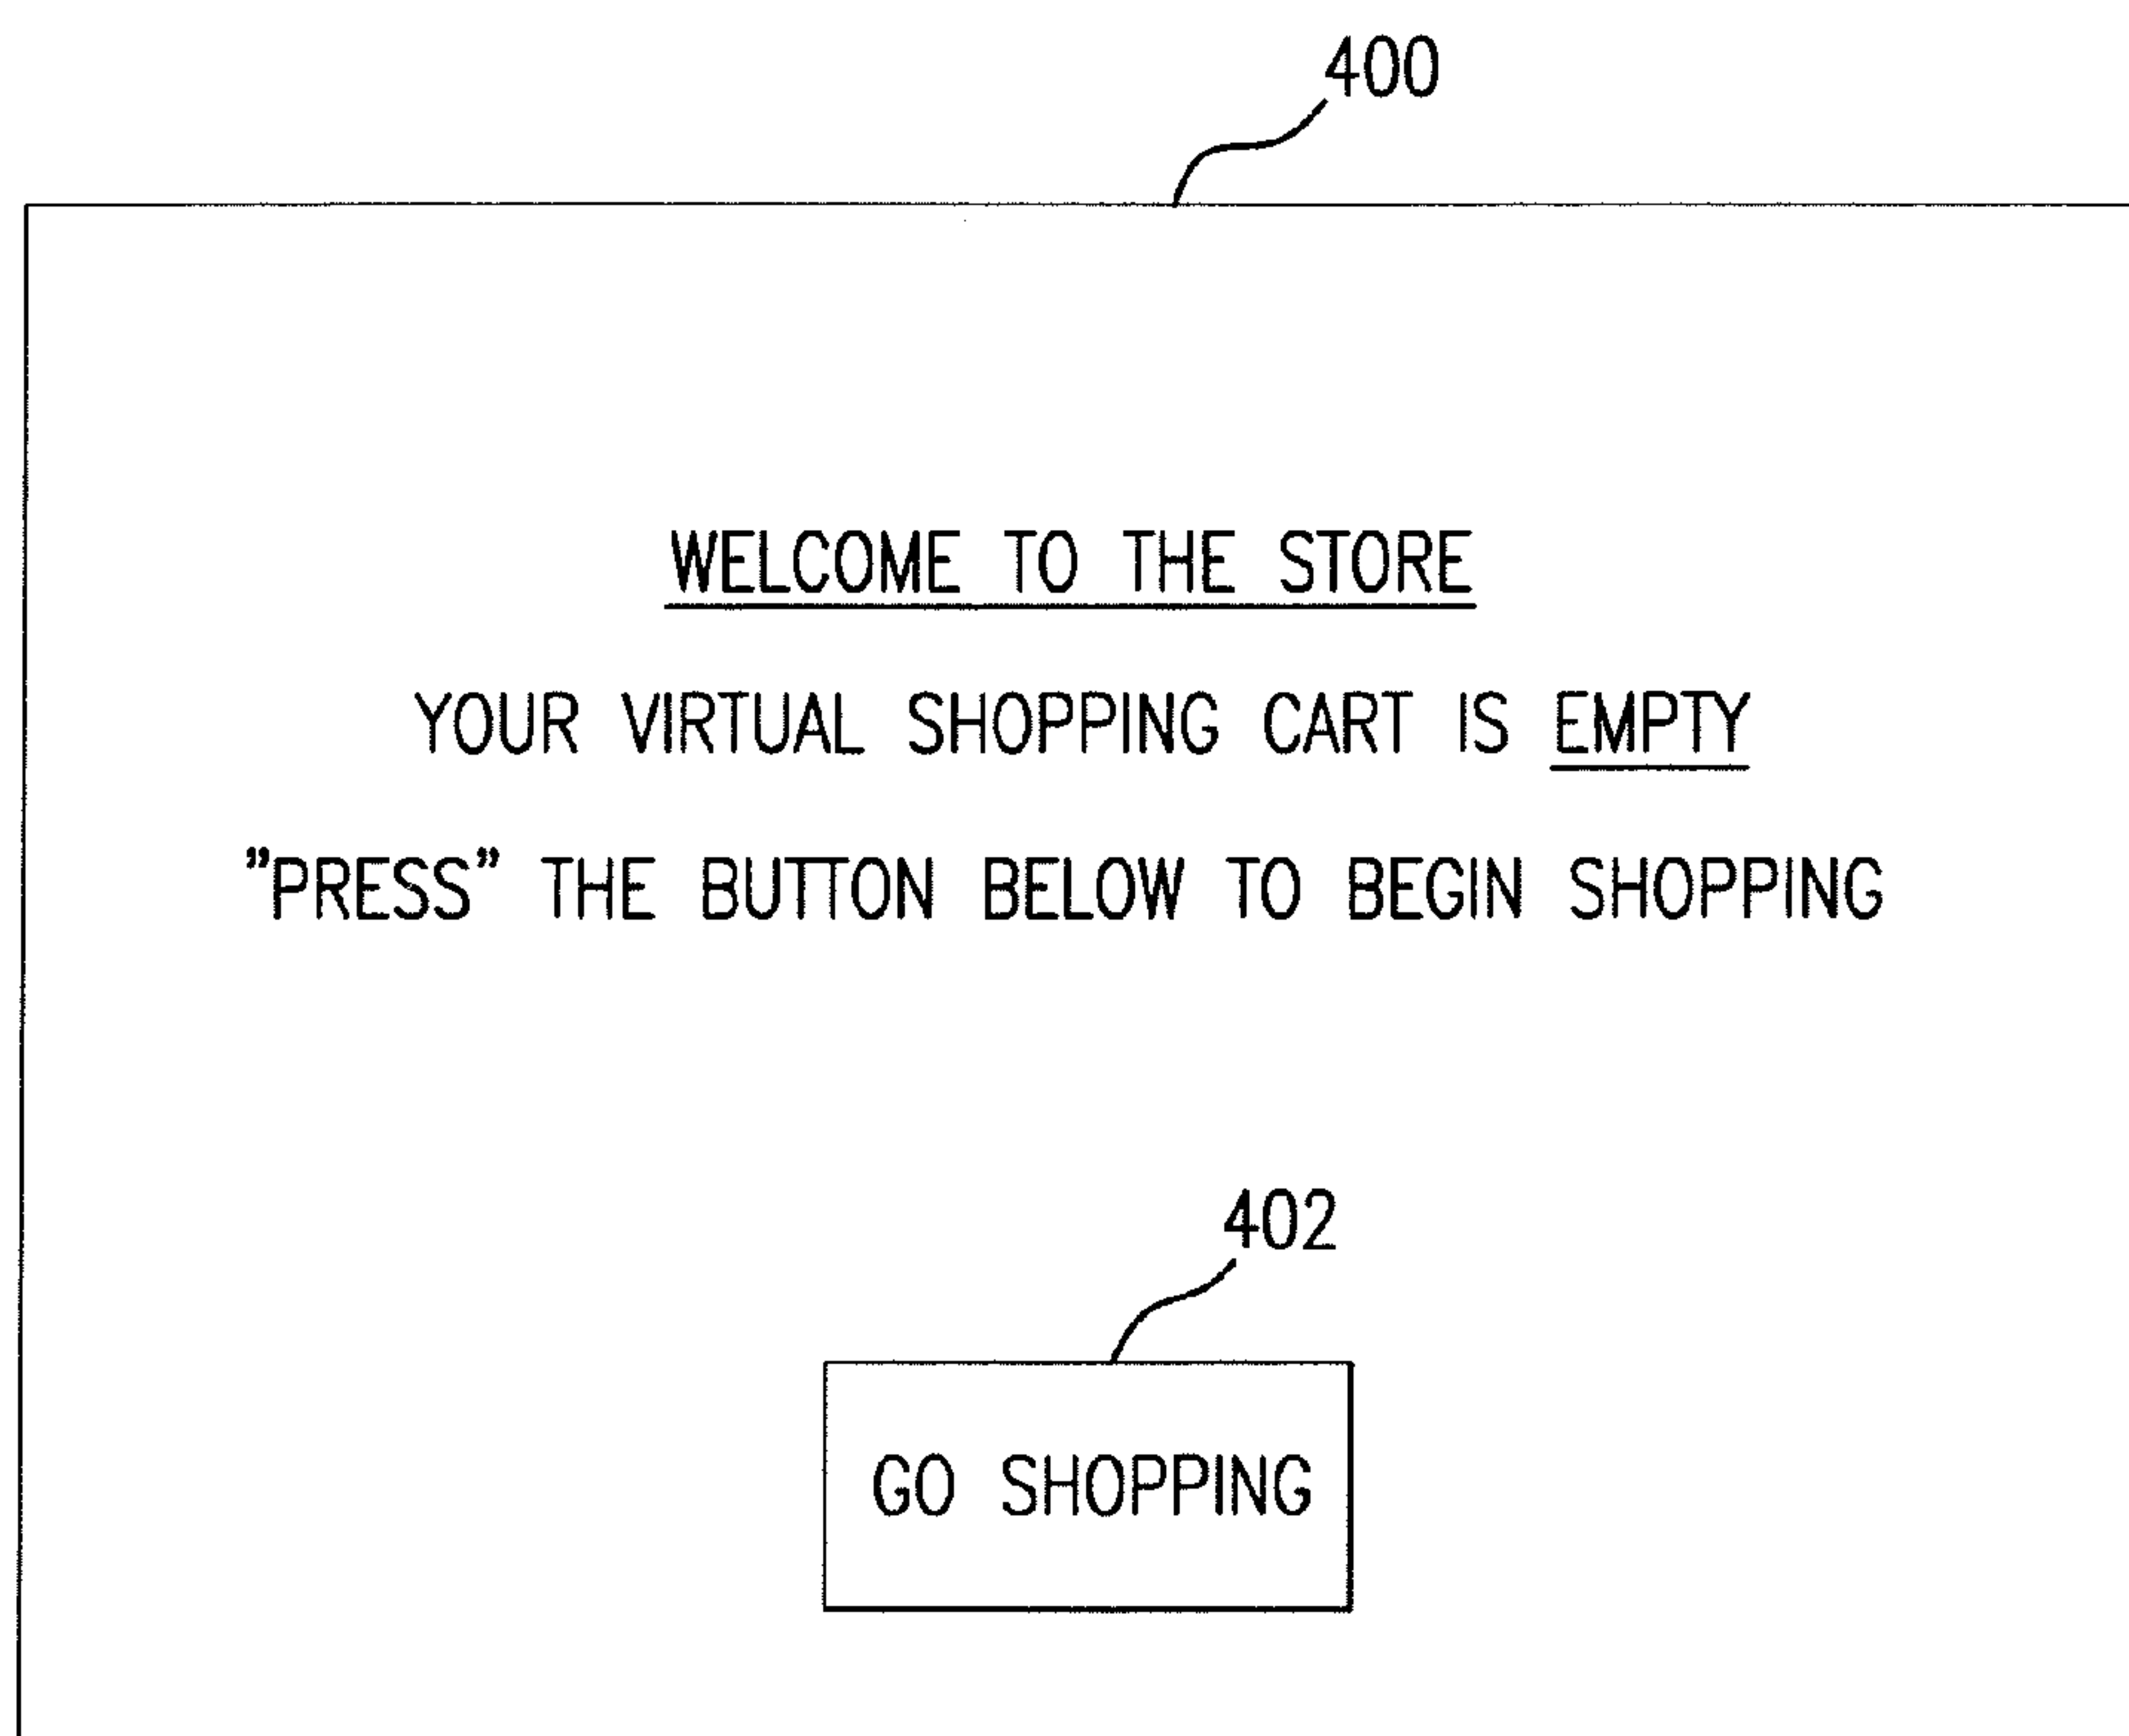 400
WELCOME TO THE STORE
YOUR VIRTUAL SHOPPING CART IS EMPTY
"PRESS" THE BUTTON BELOW TO BEGIN SHOPPING
402
GO SHOPPING